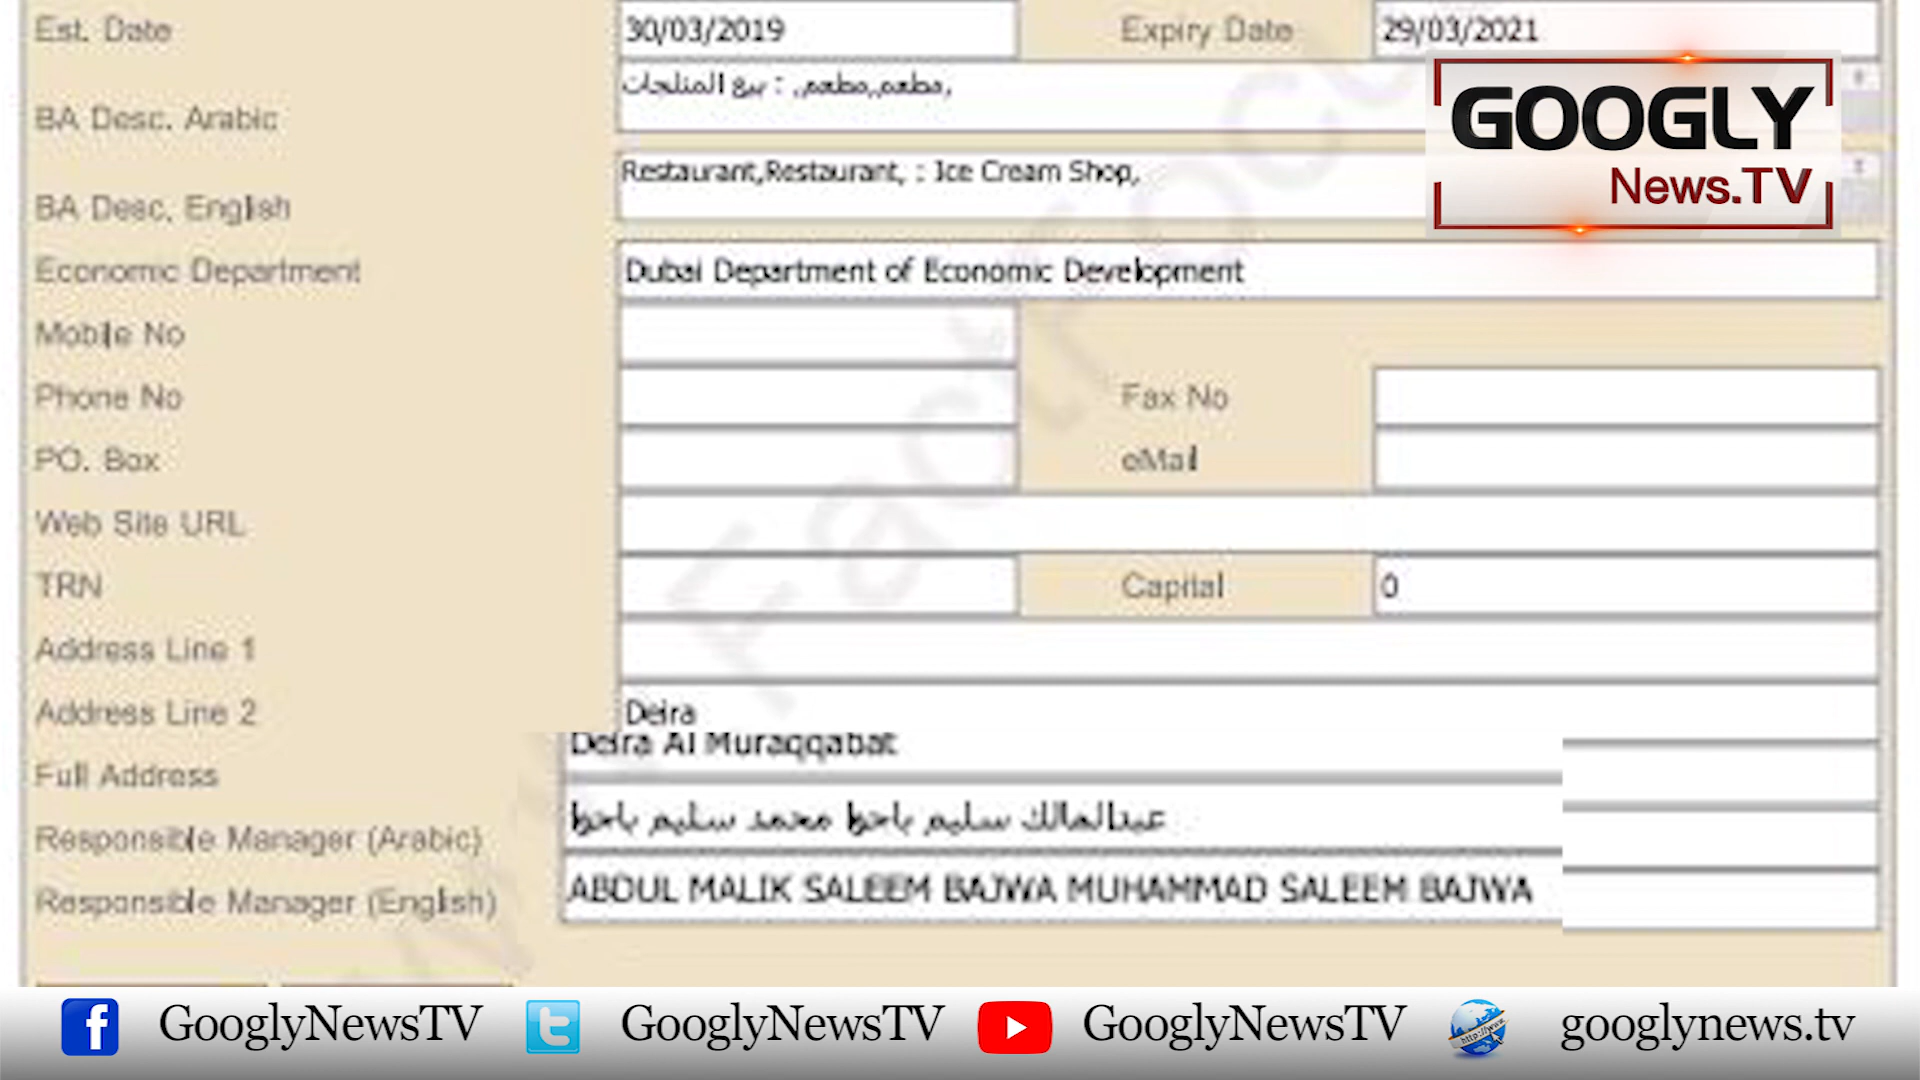 Est. Date 30/03/2019 Expiry Date 29/03/2021
BA Desc. Arabic مطعم,,مطعم, : بيع المثلجات,
BA Desc. English Restaurant,Restaurant, : Ice Cream Shop,
GOOGLY
News.TV
Economic Department Dubai Department of Economic Development
Mobile No
Phone No Fax No
PO. Box eMail
Web Site URL
TRN Capital 0
Address Line 1
Address Line 2 Deira
Full Address Deira Al Muraqqabat
Responsible Manager (Arabic) عبدالمالك سليم باجوا محمد سليم باجوا
Responsible Manager (English) ABDUL MALIK SALEEM BAJWA MUHAMMAD SALEEM BAJWA
GooglyNewsTV GooglyNewsTV GooglyNewsTV googlynews.tv